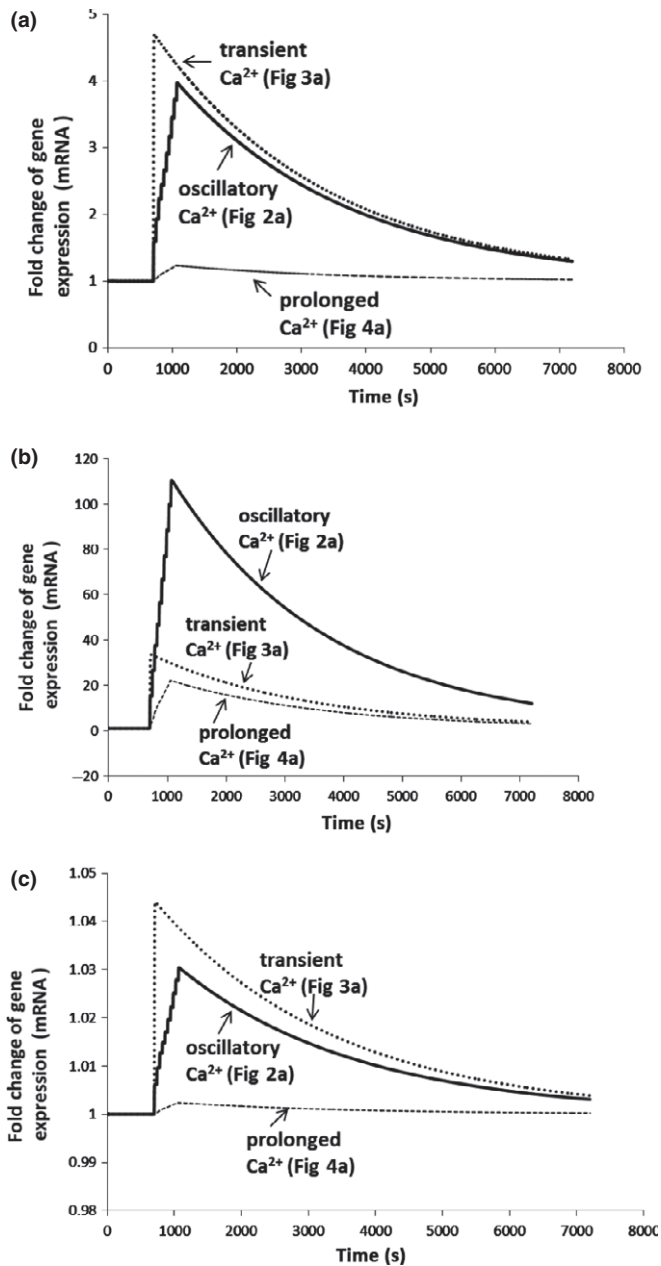 (a)
5
4
3
2
1
0
Fold change of gene
expression (mRNA)
transient
Ca²⁺ (Fig 3a)
oscillatory
Ca²⁺ (Fig 2a)
prolonged
Ca²⁺ (Fig 4a)
0 1000 2000 3000 4000 5000 6000 7000 8000
Time (s)
(b)
120
100
80
60
40
20
0
−20
Fold change of gene
expression (mRNA)
oscillatory
Ca²⁺ (Fig 2a)
transient
Ca²⁺ (Fig 3a)
prolonged
Ca²⁺ (Fig 4a)
0 1000 2000 3000 4000 5000 6000 7000 8000
Time (s)
(c)
1.05
1.04
1.03
1.02
1.01
1
0.99
0.98
Fold change of gene
expression (mRNA)
transient
Ca²⁺ (Fig 3a)
oscillatory
Ca²⁺ (Fig 2a)
prolonged
Ca²⁺ (Fig 4a)
0 1000 2000 3000 4000 5000 6000 7000 8000
Time (s)